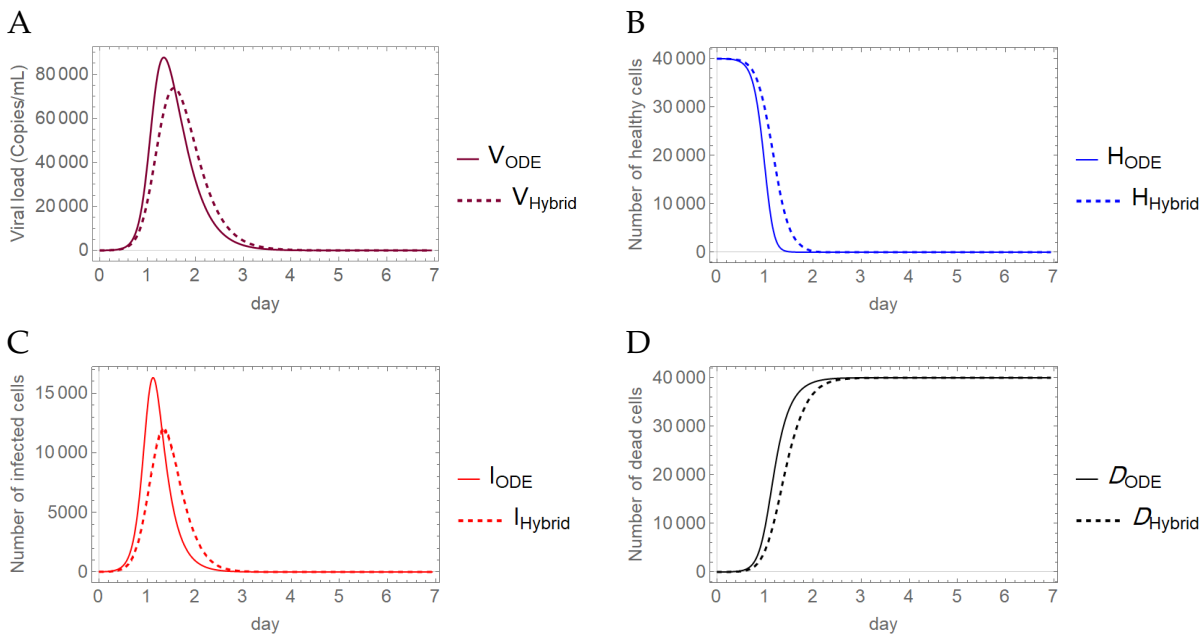 A
Viral load (Copies/mL)
80 000
60 000
40 000
20 000
0
0 1 2 3 4 5 6 7
day
V_ODE
V_Hybrid
B
Number of healthy cells
40 000
30 000
20 000
10 000
0
0 1 2 3 4 5 6 7
day
H_ODE
H_Hybrid
C
Number of infected cells
15 000
10 000
5000
0
0 1 2 3 4 5 6 7
day
I_ODE
I_Hybrid
D
Number of dead cells
40 000
30 000
20 000
10 000
0
0 1 2 3 4 5 6 7
day
D_ODE
D_Hybrid